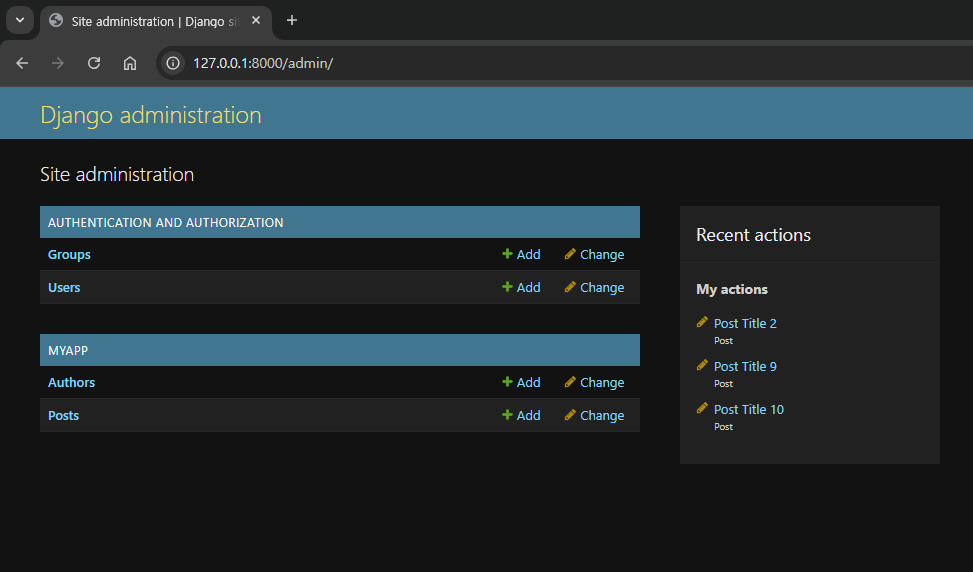 Site administration | Django si
127.0.0.1:8000/admin/
Django administration
Site administration
AUTHENTICATION AND AUTHORIZATION
Groups Add Change
Users Add Change
MYAPP
Authors Add Change
Posts Add Change
Recent actions
My actions
Post Title 2
Post
Post Title 9
Post
Post Title 10
Post